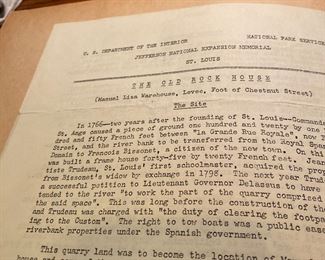 U. S. DEPARTMENT OF THE INTERIOR
NATIONAL PARK SERVICE
JEFFERSON NATIONAL EXPANSION MEMORIAL
ST. LOUIS
THE OLD ROCK HOUSE
(Manuel Lisa Warehouse, Levee, Foot of Chestnut Street)
The Site
In 1766--two years after the founding of St. Louis--Commanda
St. Ange caused a piece of ground one hundred and twenty by one
dred and fifty French feet between "La Grande Rue Royale," now
Street, and the river bank to be transferred from the Royal Span
Domain to Francois Bissonet, a citizen of the new town. On this
was built a frame house forty-five by twenty feet. Jean
tiste Trudeau, St. Louis' first schoolmaster, acquired the pro
from Bissonet's widow by exchange in 1798. The next year Trud
a successful petition to Lieutenant Governor Delassus to have
tended to the river "to work the part of the quarry comprised
the said space". This was long before the construction of th
and Trudeau was charged with "the duty of clearing the footpa
ing to the Custom". The right to tow boats was a public ease
riverbank properties under the Spanish government.
This quarry land was to become the location of